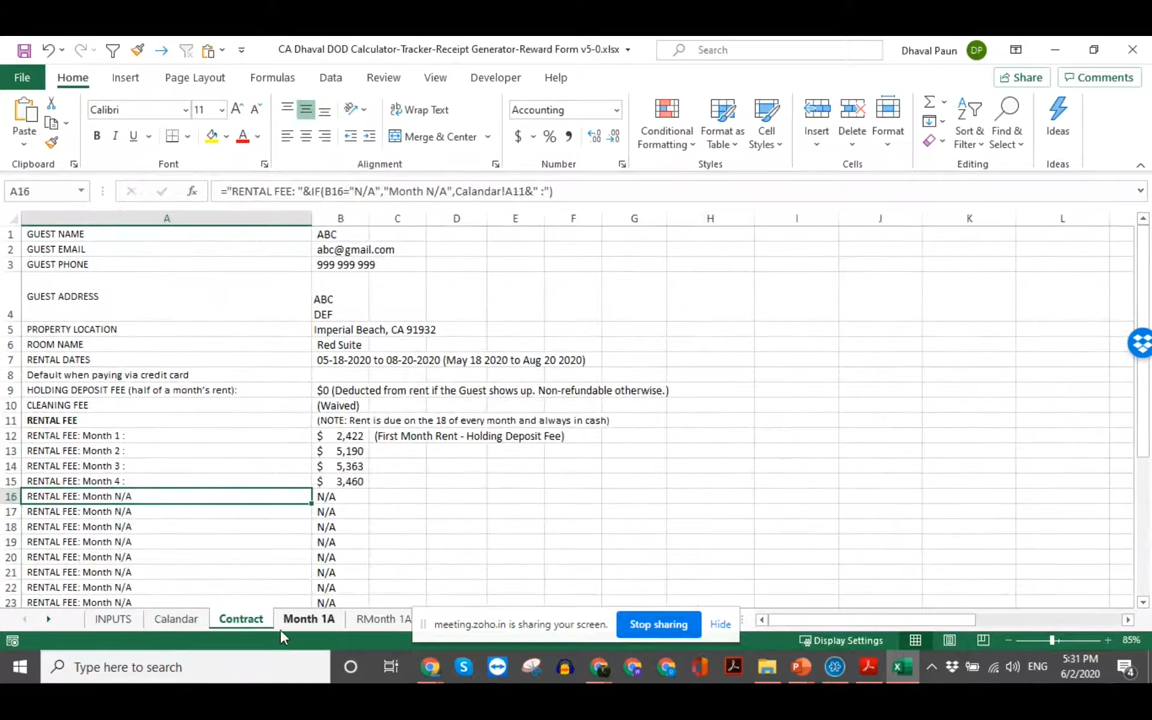 CA Dhaval DOD Calculator-Tracker-Receipt Generator-Reward Form v5-0.xlsx
Search
Dhaval Paun DP
File Home Insert Page Layout Formulas Data Review View Developer Help Share Comments
Paste Calibri 11 Wrap Text Accounting Conditional Formatting Format as Table Cell Styles Insert Delete Format Sort & Filter Find & Select Ideas
B I U Merge & Center $ %
Clipboard Font Alignment Number Styles Cells Editing Ideas
A16 fx ="RENTAL FEE: "&IF(B16="N/A","Month N/A",Calandar!A11&" :")
A B C D E F G H I J K L
1 GUEST NAME ABC
2 GUEST EMAIL abc@gmail.com
3 GUEST PHONE 999 999 999
GUEST ADDRESS ABC
4 DEF
5 PROPERTY LOCATION Imperial Beach, CA 91932
6 ROOM NAME Red Suite
7 RENTAL DATES 05-18-2020 to 08-20-2020 (May 18 2020 to Aug 20 2020)
8 Default when paying via credit card
9 HOLDING DEPOSIT FEE (half of a month's rent): $0 (Deducted from rent if the Guest shows up. Non-refundable otherwise.)
10 CLEANING FEE (Waived)
11 RENTAL FEE (NOTE: Rent is due on the 18 of every month and always in cash)
12 RENTAL FEE: Month 1 : $ 2,422 (First Month Rent - Holding Deposit Fee)
13 RENTAL FEE: Month 2 : $ 5,190
14 RENTAL FEE: Month 3 : $ 5,363
15 RENTAL FEE: Month 4 : $ 3,460
16 RENTAL FEE: Month N/A N/A
17 RENTAL FEE: Month N/A N/A
18 RENTAL FEE: Month N/A N/A
19 RENTAL FEE: Month N/A N/A
20 RENTAL FEE: Month N/A N/A
21 RENTAL FEE: Month N/A N/A
22 RENTAL FEE: Month N/A N/A
23 RENTAL FEE: Month N/A N/A
INPUTS Calandar Contract Month 1A RMonth 1A
meeting.zoho.in is sharing your screen. Stop sharing Hide
Display Settings 85%
Type here to search ENG 5:31 PM
6/2/2020 4